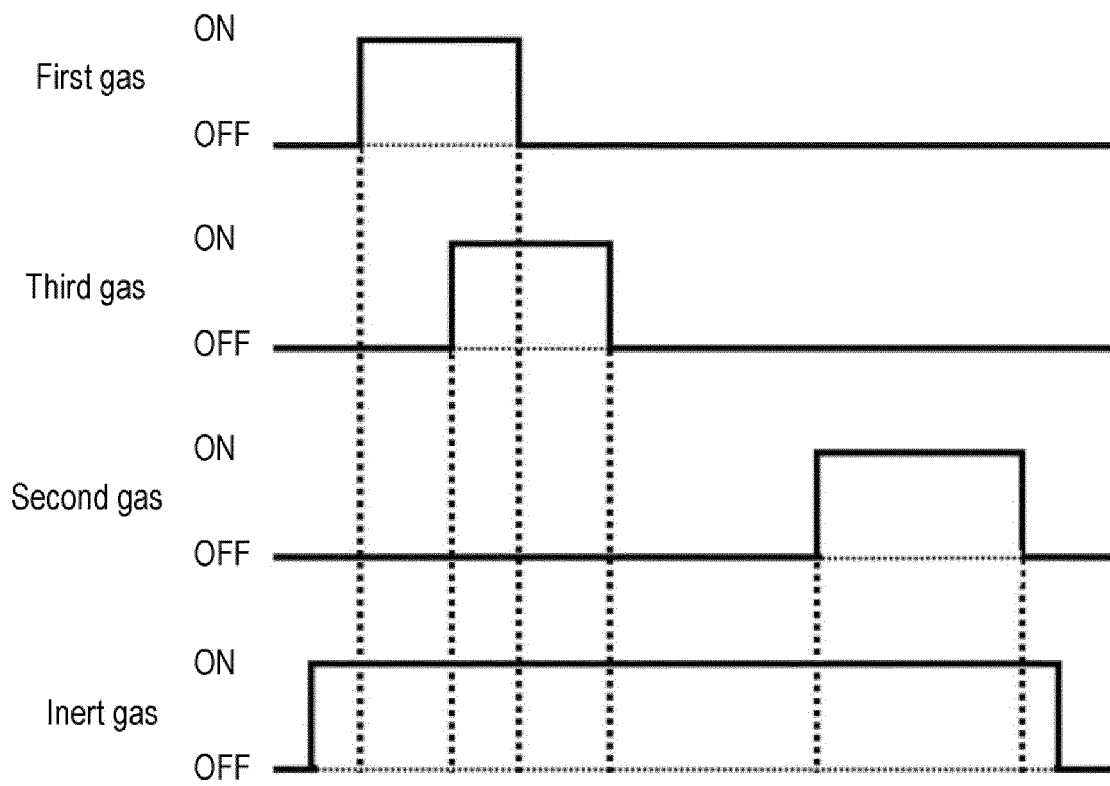 ON
First gas
OFF
ON
Third gas
OFF
ON
Second gas
OFF
ON
Inert gas
OFF